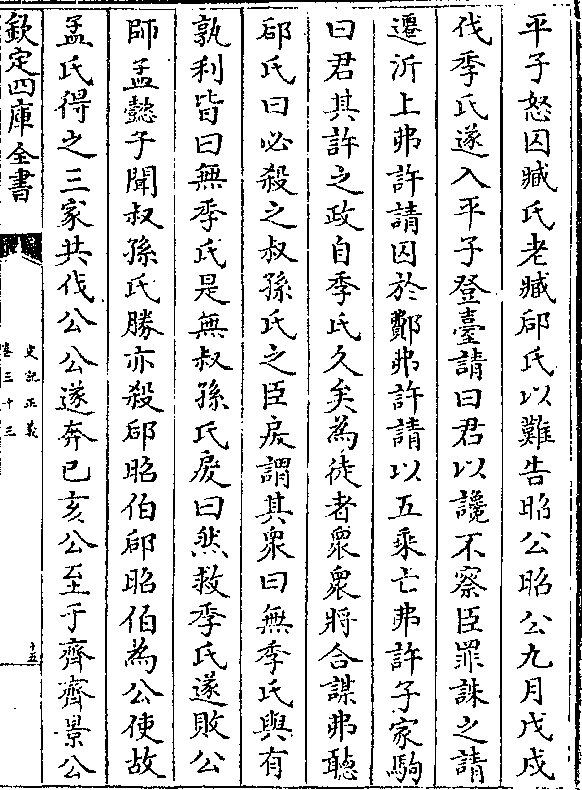 平子怒囚臧氏老臧郈氏以難告昭公昭公九月戊戌
伐季氏遂入平子登臺請曰君以讒不察臣罪誅之請
遷沂上弗許請囚於鄪弗許請以五乘亡弗許子家駒
曰君其許之政自季氏久矣為徒者衆衆將合謀弗聽
郈氏曰必殺之叔孫氏之臣戾謂其衆曰無季氏與有
孰利皆曰無季氏是無叔孫氏戾曰然救季氏遂敗公
師孟懿子聞叔孫氏勝亦殺郈昭伯郈昭伯為公使故
孟氏得之三家共伐公公遂奔已亥公至于齊齊景公
欽定四庫全書
史記正義
卷三十三
十五